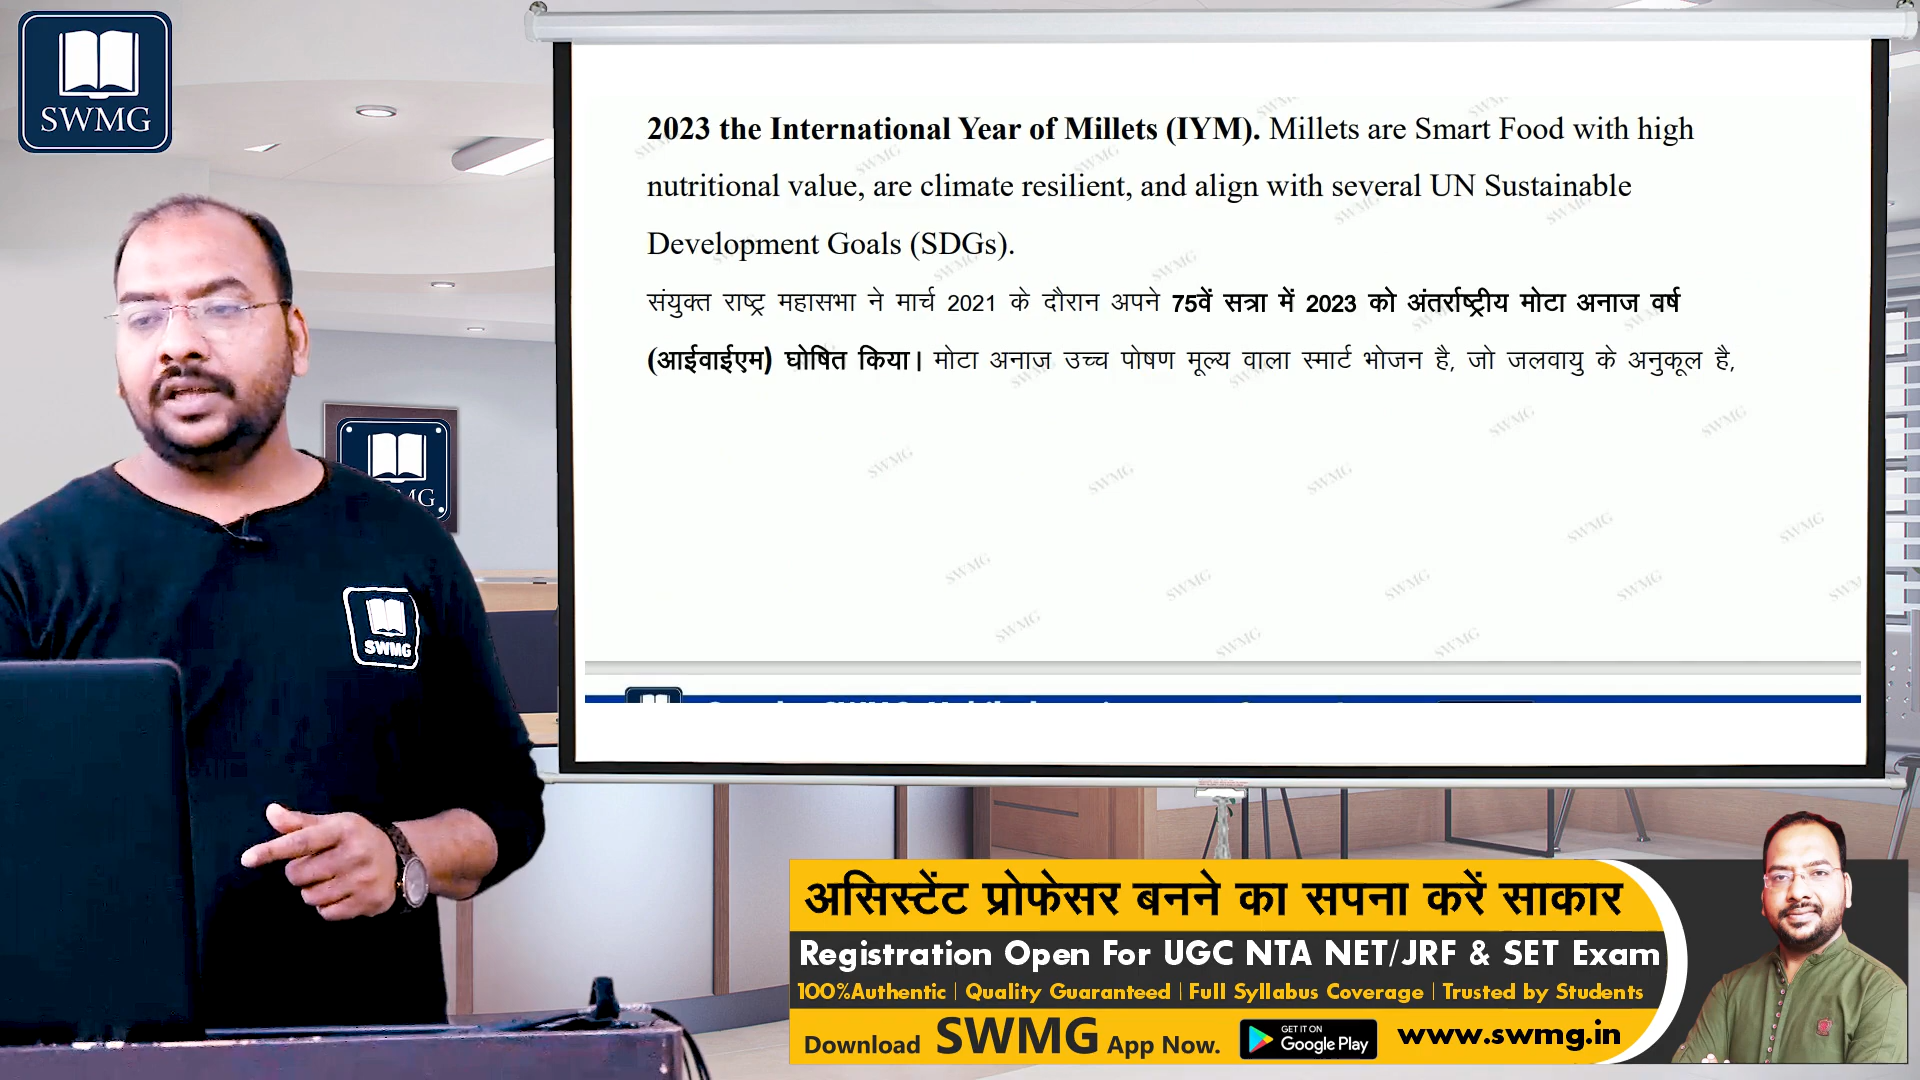 SWMG
2023 the International Year of Millets (IYM). Millets are Smart Food with high
nutritional value, are climate resilient, and align with several UN Sustainable
Development Goals (SDGs).
संयुक्त राष्ट्र महासभा ने मार्च 2021 के दौरान अपने 75वें सत्रा में 2023 को अंतर्राष्ट्रीय मोटा अनाज वर्ष
(आईवाईएम) घोषित किया। मोटा अनाज उच्च पोषण मूल्य वाला स्मार्ट भोजन है, जो जलवायु के अनुकूल है,
SWMG
असिस्टेंट प्रोफेसर बनने का सपना करें साकार
Registration Open For UGC NTA NET/JRF & SET Exam
100%Authentic | Quality Guaranteed | Full Syllabus Coverage | Trusted by Students
Download SWMG App Now. GET IT ON Google Play www.swmg.in